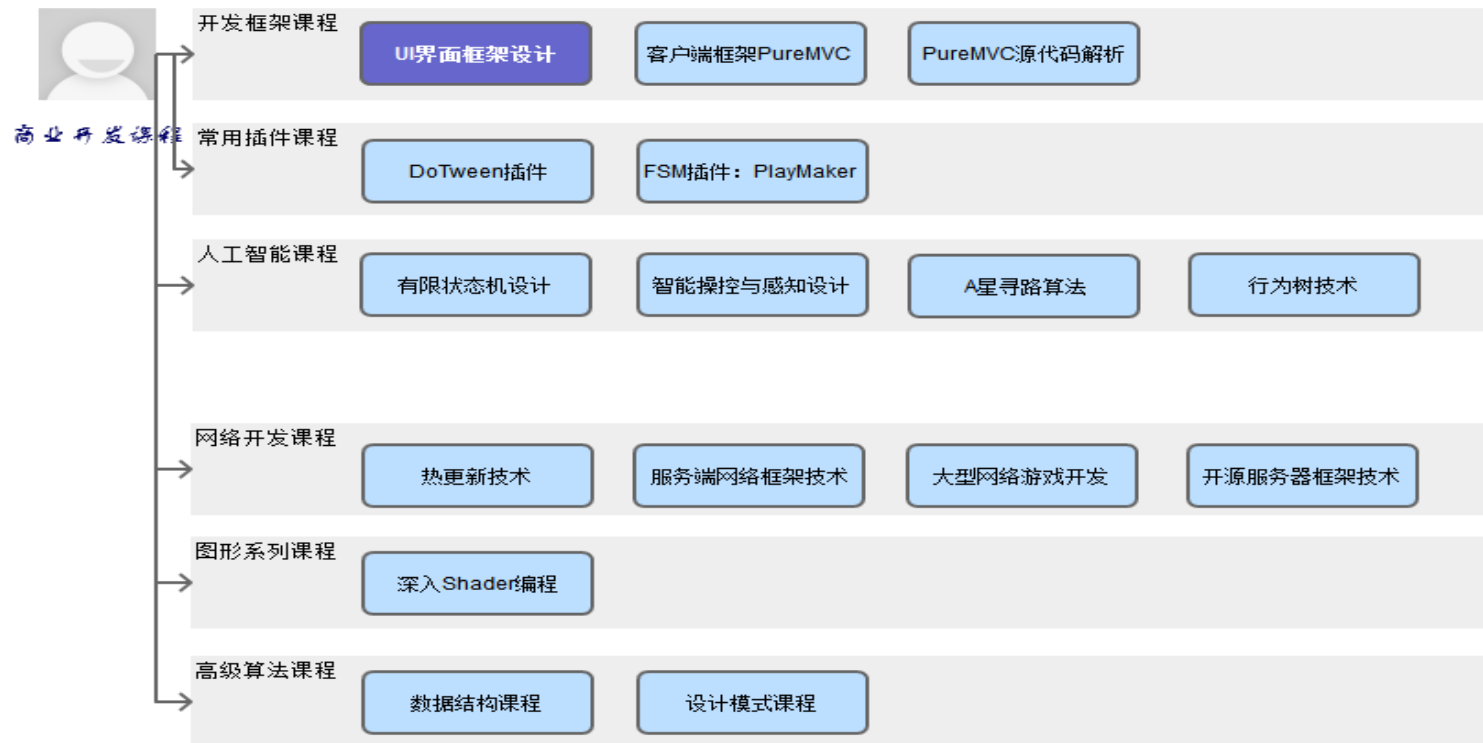 开发框架课程
UI界面框架设计
客户端框架PureMVC
PureMVC源代码解析
商业开发课程
常用插件课程
DoTween插件
FSM插件：PlayMaker
人工智能课程
有限状态机设计
智能操控与感知设计
A星寻路算法
行为树技术
网络开发课程
热更新技术
服务端网络框架技术
大型网络游戏开发
开源服务器框架技术
图形系列课程
深入Shader编程
高级算法课程
数据结构课程
设计模式课程